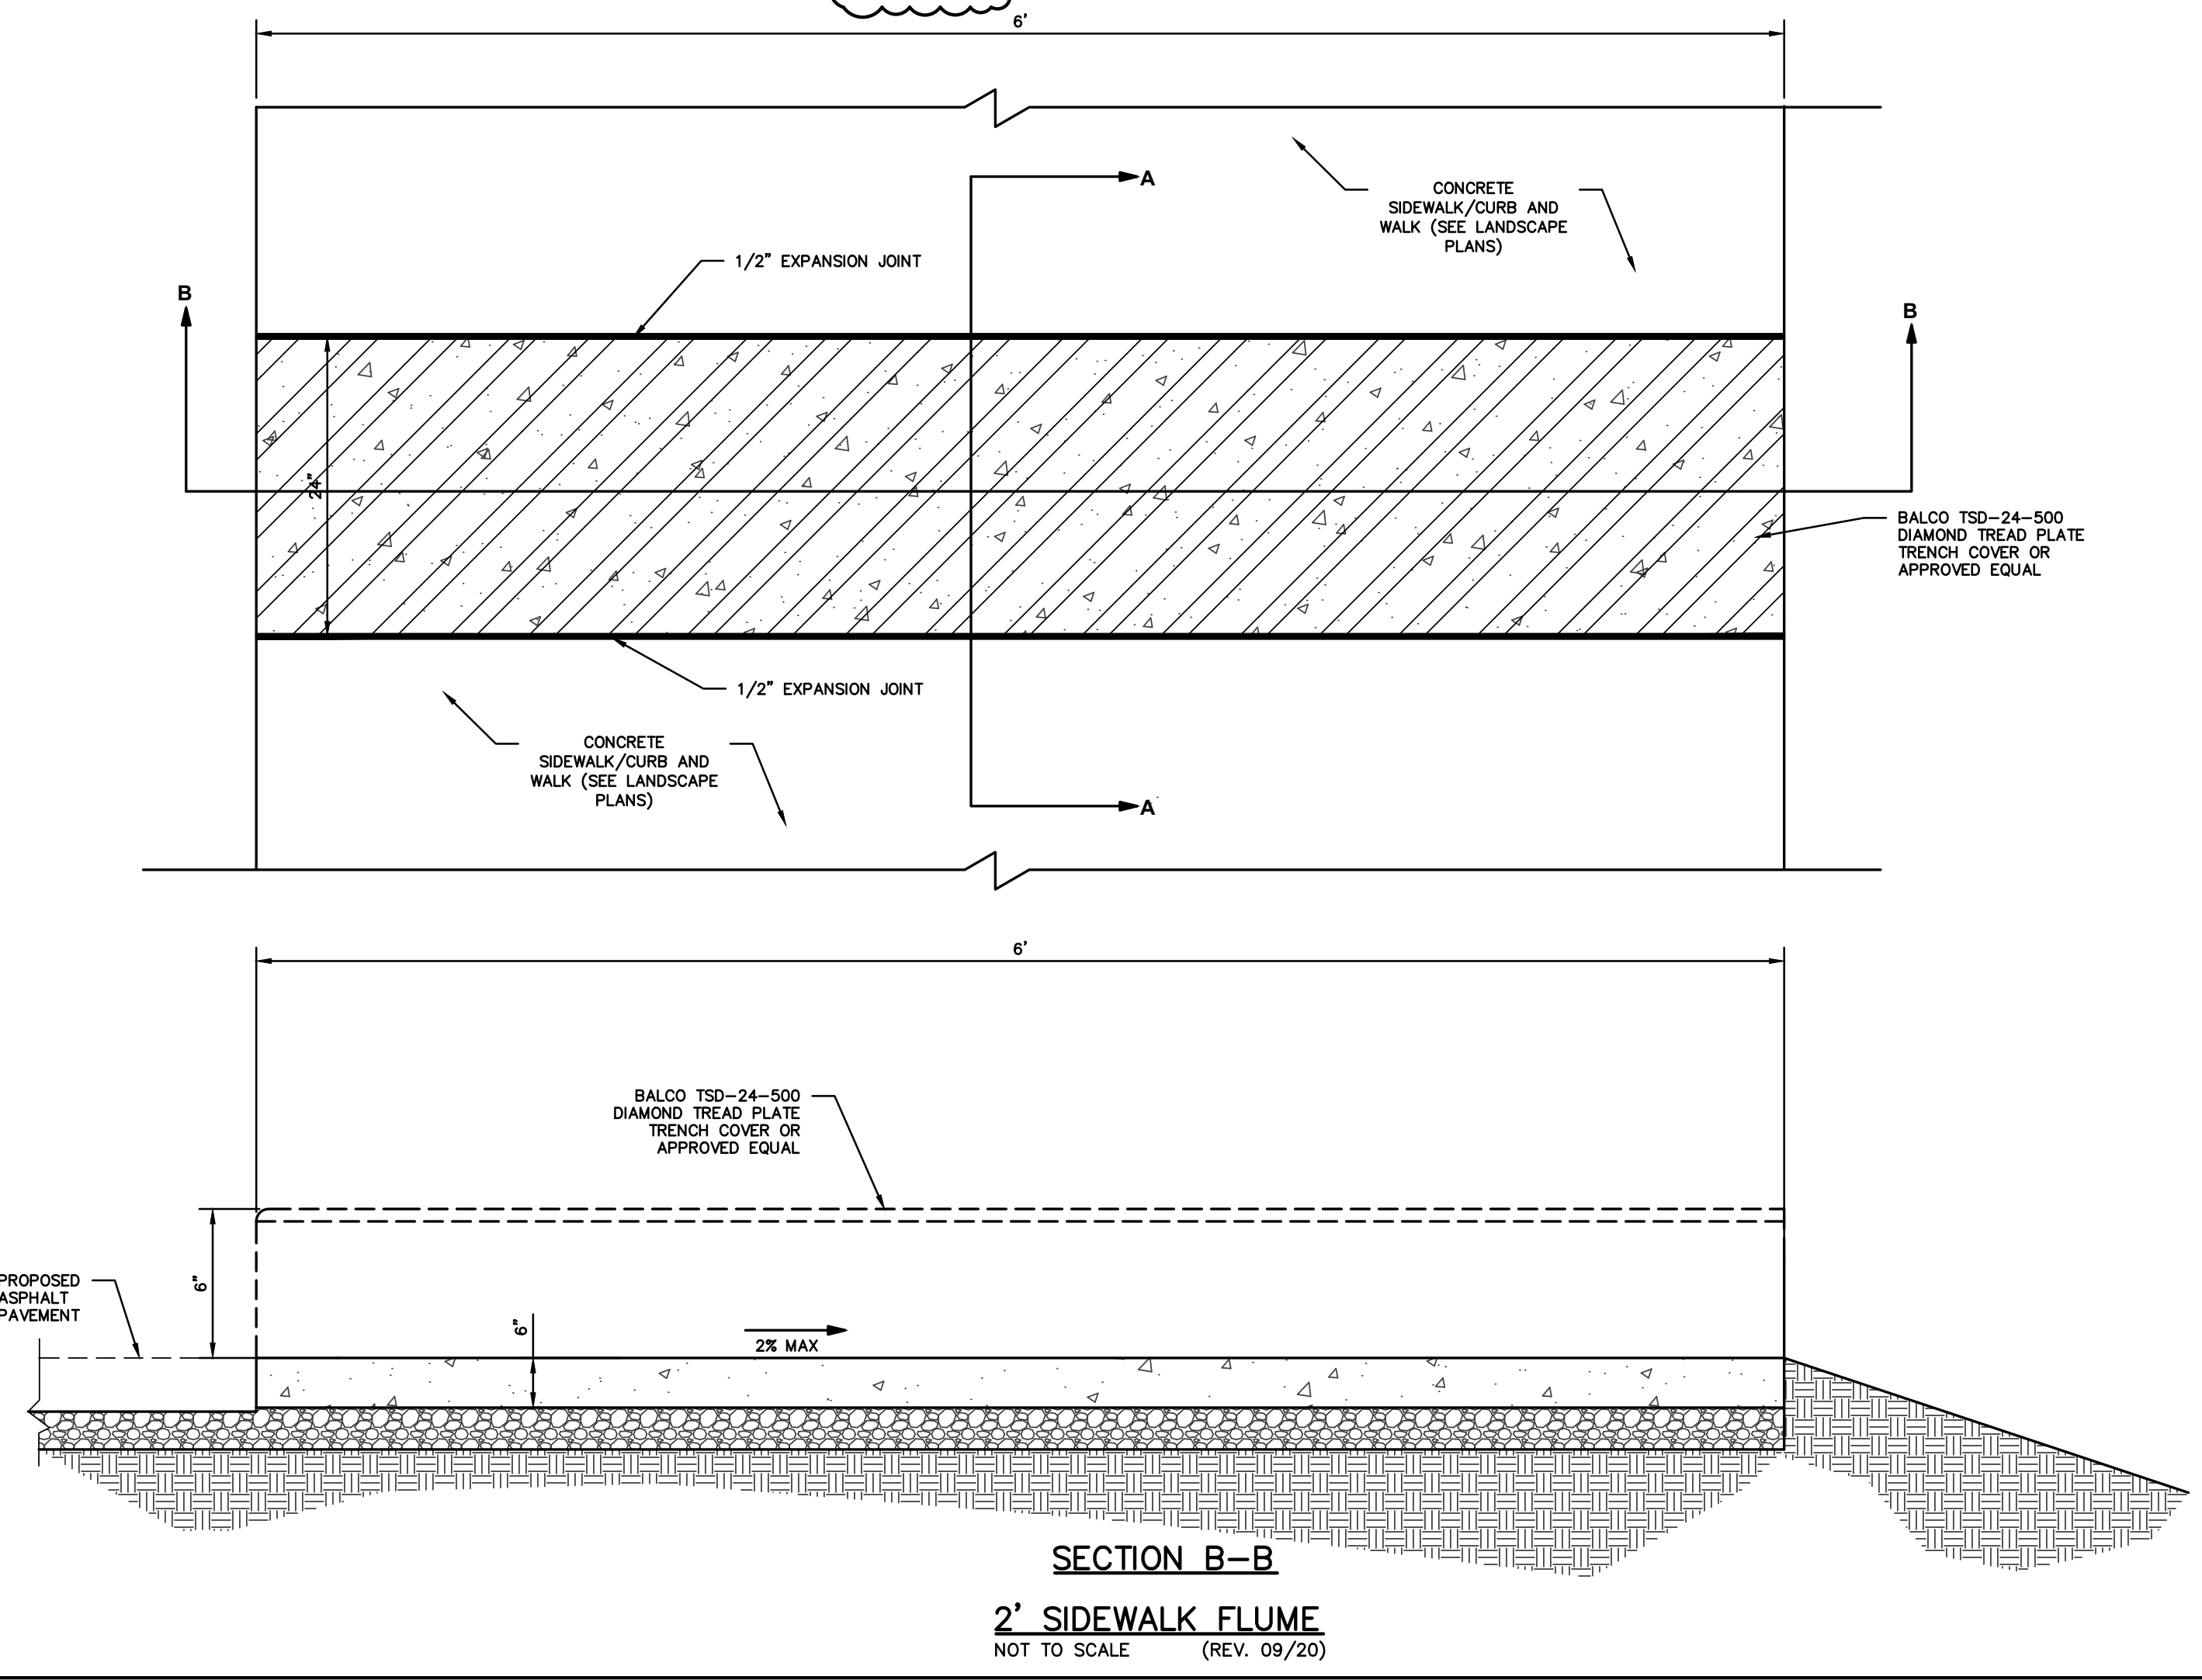 6'
A
CONCRETE
SIDEWALK/CURB AND
WALK (SEE LANDSCAPE
PLANS)
1/2" EXPANSION JOINT
B
B
24"
BALCO TSD-24-500
DIAMOND TREAD PLATE
TRENCH COVER OR
APPROVED EQUAL
1/2" EXPANSION JOINT
CONCRETE
SIDEWALK/CURB AND
WALK (SEE LANDSCAPE
PLANS)
A
6'
BALCO TSD-24-500
DIAMOND TREAD PLATE
TRENCH COVER OR
APPROVED EQUAL
6"
PROPOSED
ASPHALT
PAVEMENT
6"
2% MAX
SECTION B-B
2' SIDEWALK FLUME
NOT TO SCALE (REV. 09/20)